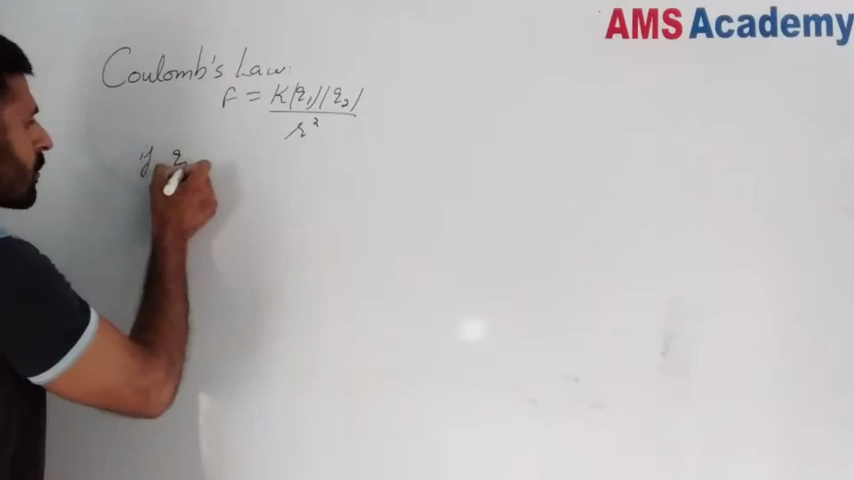 AMS Academy
Coulomb's Law:
F = K|q₁||q₂|
r²
if q